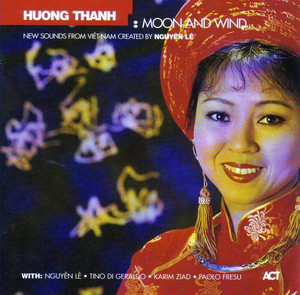 HUONG THANH : MOON AND WIND
NEW SOUNDS FROM VIÊT-NAM CREATED BY NGUYÊN LÊ
WITH: NGUYÊN LÊ • TINO DI GERALDO • KARIM ZIAD • PAOLO FRESU
ACT